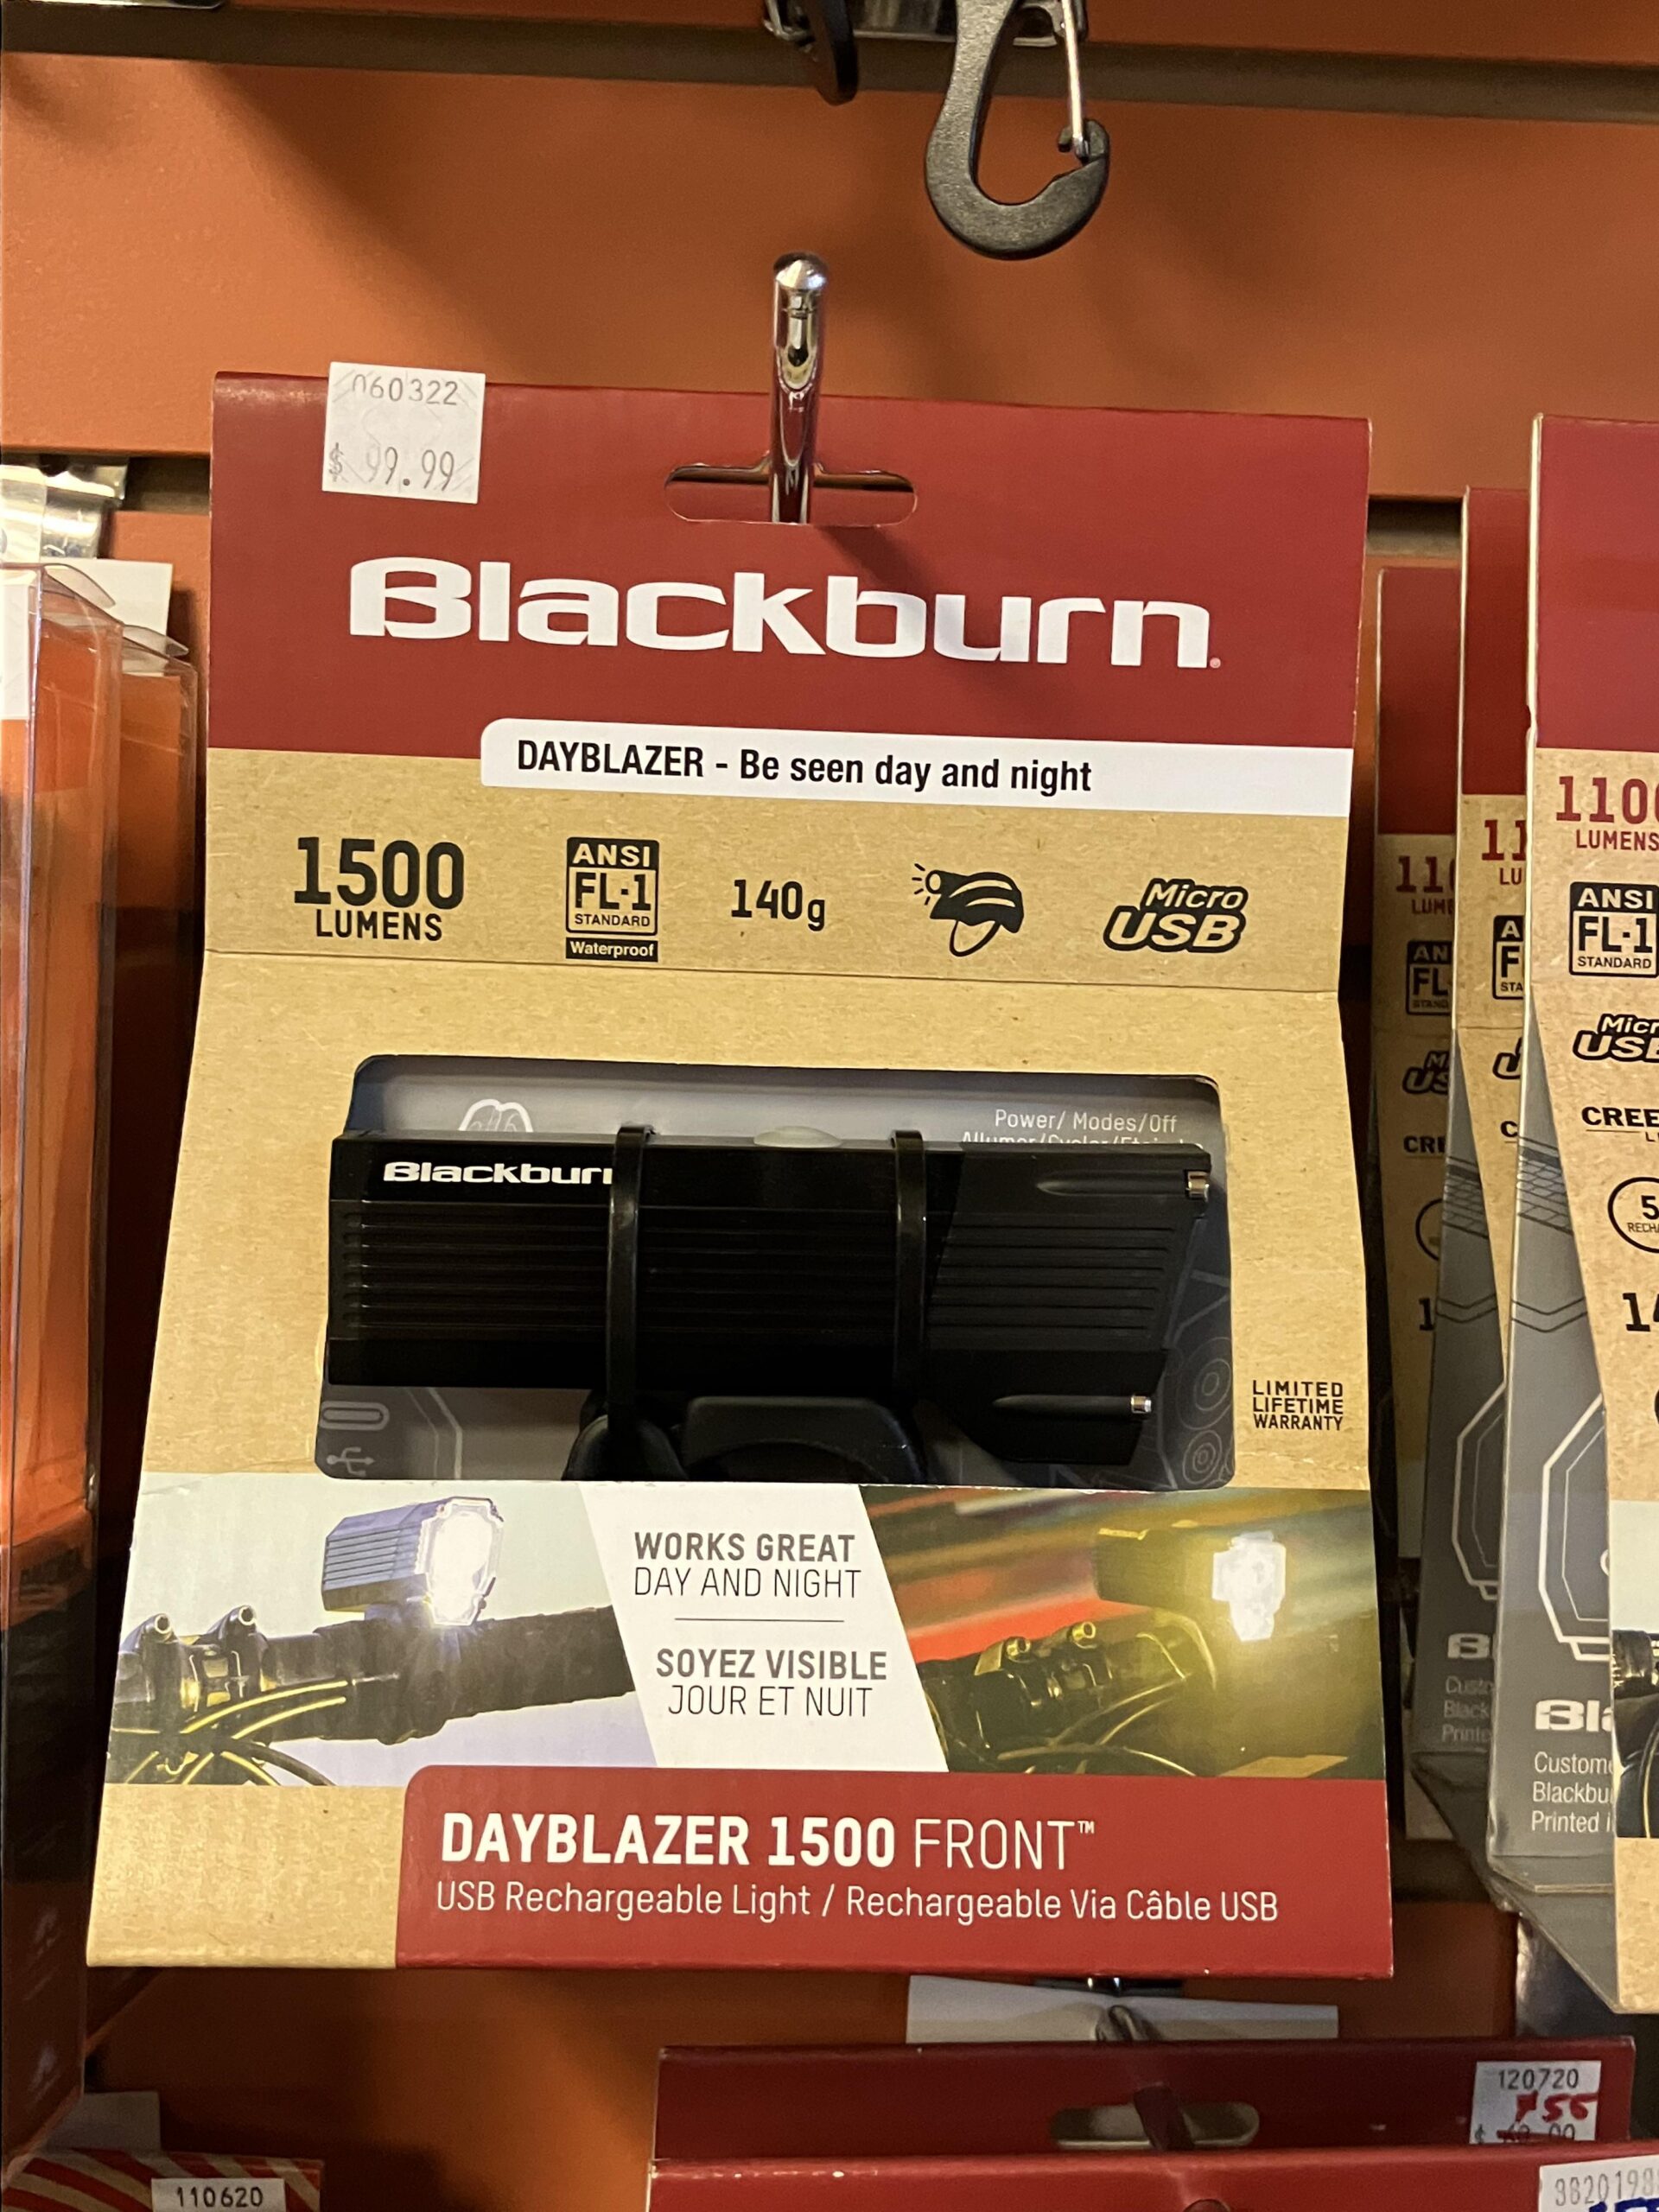 060322
$ 99.99
Blackburn
DAYBLAZER - Be seen day and night
1500
LUMENS
ANSI
FL-1
STANDARD
Waterproof
140g
Micro
USB
Power/ Modes/Off
Blackburn
LIMITED
LIFETIME
WARRANTY
WORKS GREAT
DAY AND NIGHT
SOYEZ VISIBLE
JOUR ET NUIT
DAYBLAZER 1500 FRONT™
USB Rechargeable Light / Rechargeable Via Câble USB
LUMENS
ANSI
FL-1
STANDARD
Printed
120720
55
110620